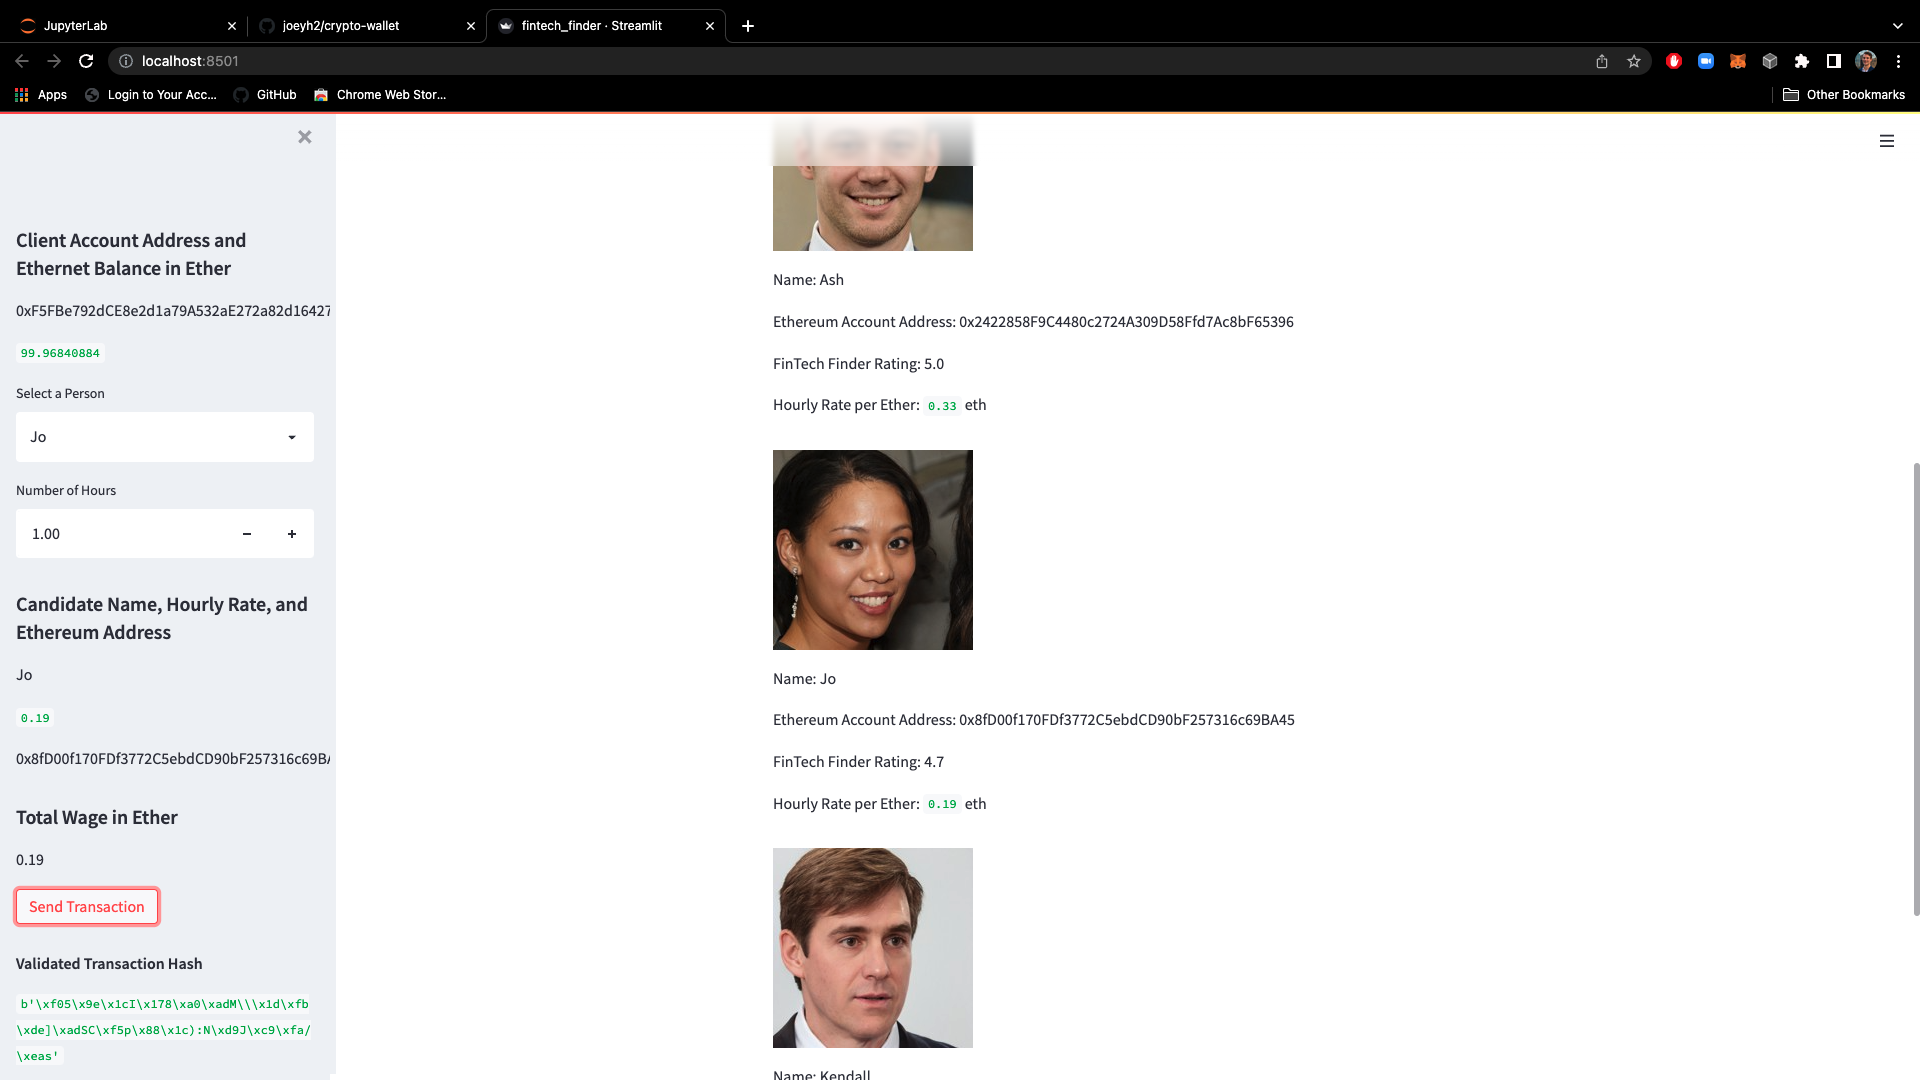 JupyterLab
joeyh2/crypto-wallet
fintech_finder · Streamlit
localhost:8501
Apps
Login to Your Acc...
GitHub
Chrome Web Stor...
Other Bookmarks
Client Account Address and
Ethernet Balance in Ether
0xF5FBe792dCE8e2d1a79A532aE272a82d16427
99.96840884
Select a Person
Jo
Number of Hours
1.00
Candidate Name, Hourly Rate, and
Ethereum Address
Jo
0.19
0x8fD00f170FDf3772C5ebdCD90bF257316c69BA
Total Wage in Ether
0.19
Send Transaction
Validated Transaction Hash
b'\xf05\x9e\x1cI\x178\xa0\xadM\\\x1d\xfb
\xde]\xadSC\xf5p\x88\x1c):N\xd9J\xc9\xfa/
\xeas'
Name: Ash
Ethereum Account Address: 0x2422858F9C4480c2724A309D58Ffd7Ac8bF65396
FinTech Finder Rating: 5.0
Hourly Rate per Ether: 0.33 eth
Name: Jo
Ethereum Account Address: 0x8fD00f170FDf3772C5ebdCD90bF257316c69BA45
FinTech Finder Rating: 4.7
Hourly Rate per Ether: 0.19 eth
Name: Kendall